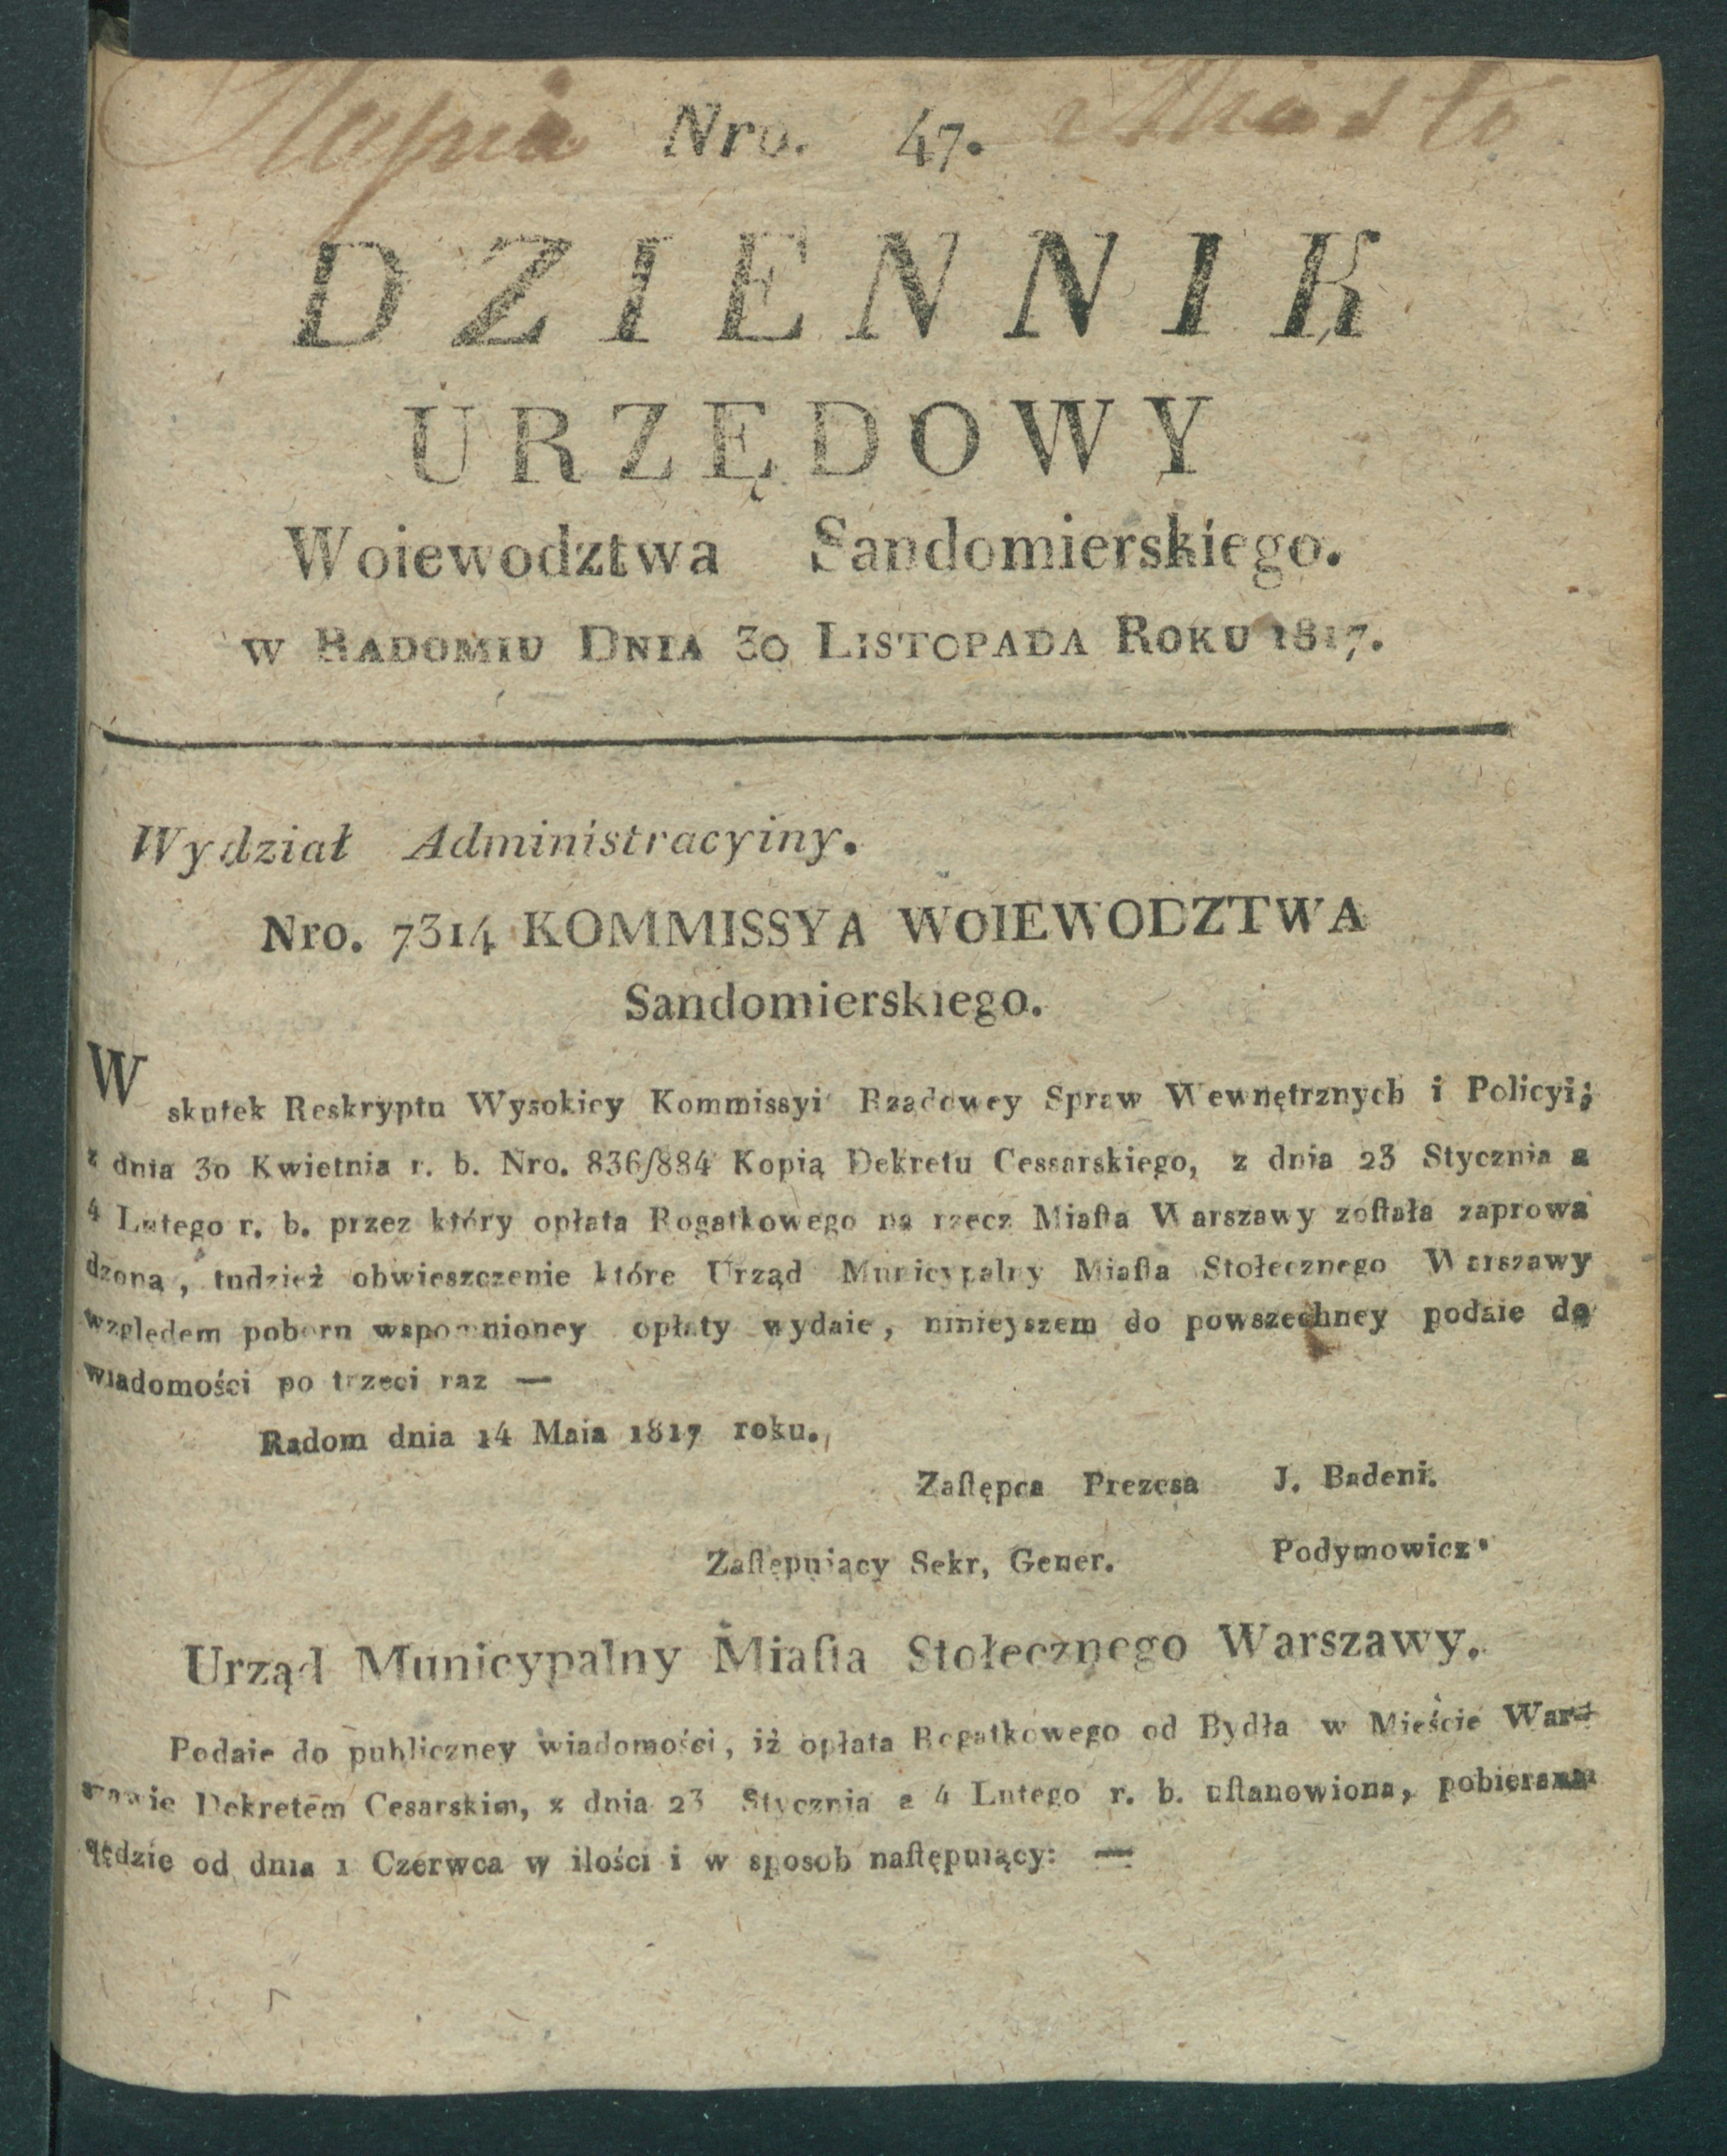 Słupia Nro. 47. Miasto
DZIENNIK
URZĘDOWY
Woiewodztwa Sandomierskiego.
w Radomiu Dnia 30 Listopada Roku 1817.
Wydział Administracyiny.
Nro. 7314 KOMMISSYA WOIEWODZTWA
Sandomierskiego.
W skutek Reskryptu Wysokiey Kommissyi Rządowey Spraw Wewnętrznych i Policyi;
z dnia 30 Kwietnia r. b. Nro. 836/884 Kopią Dekretu Cessarskiego, z dnia 23 Stycznia a
4 Lutego r. b. przez który opłata Rogatkowego na rzecz Miaſta Warszawy zoſtała zaprowa
dzoną, tudzież obwieszczenie które Urząd Municypalny Miaſta Stołecznego Warszawy
względem poboru wspomnioney opłaty wydaie, ninieyszem do powszechney podaie do
wiadomości po trzeci raz —
Radom dnia 14 Maia 1817 roku.
Zaſtępca Prezesa J. Badeni.
Zaſtępuiący Sekr, Gener. Podymowicz.
Urząd Municypalny Miaſta Stołecznego Warszawy.
Podaie do publiczney wiadomości, iż opłata Rogatkowego od Bydła w Mieście War-
szawie Dekretem Cesarskim, z dnia 23 Stycznia a 4 Lutego r. b. uſtanowiona, pobierana
będzie od dnia 1 Czerwca w ilości i w sposob naſtępuiący: —